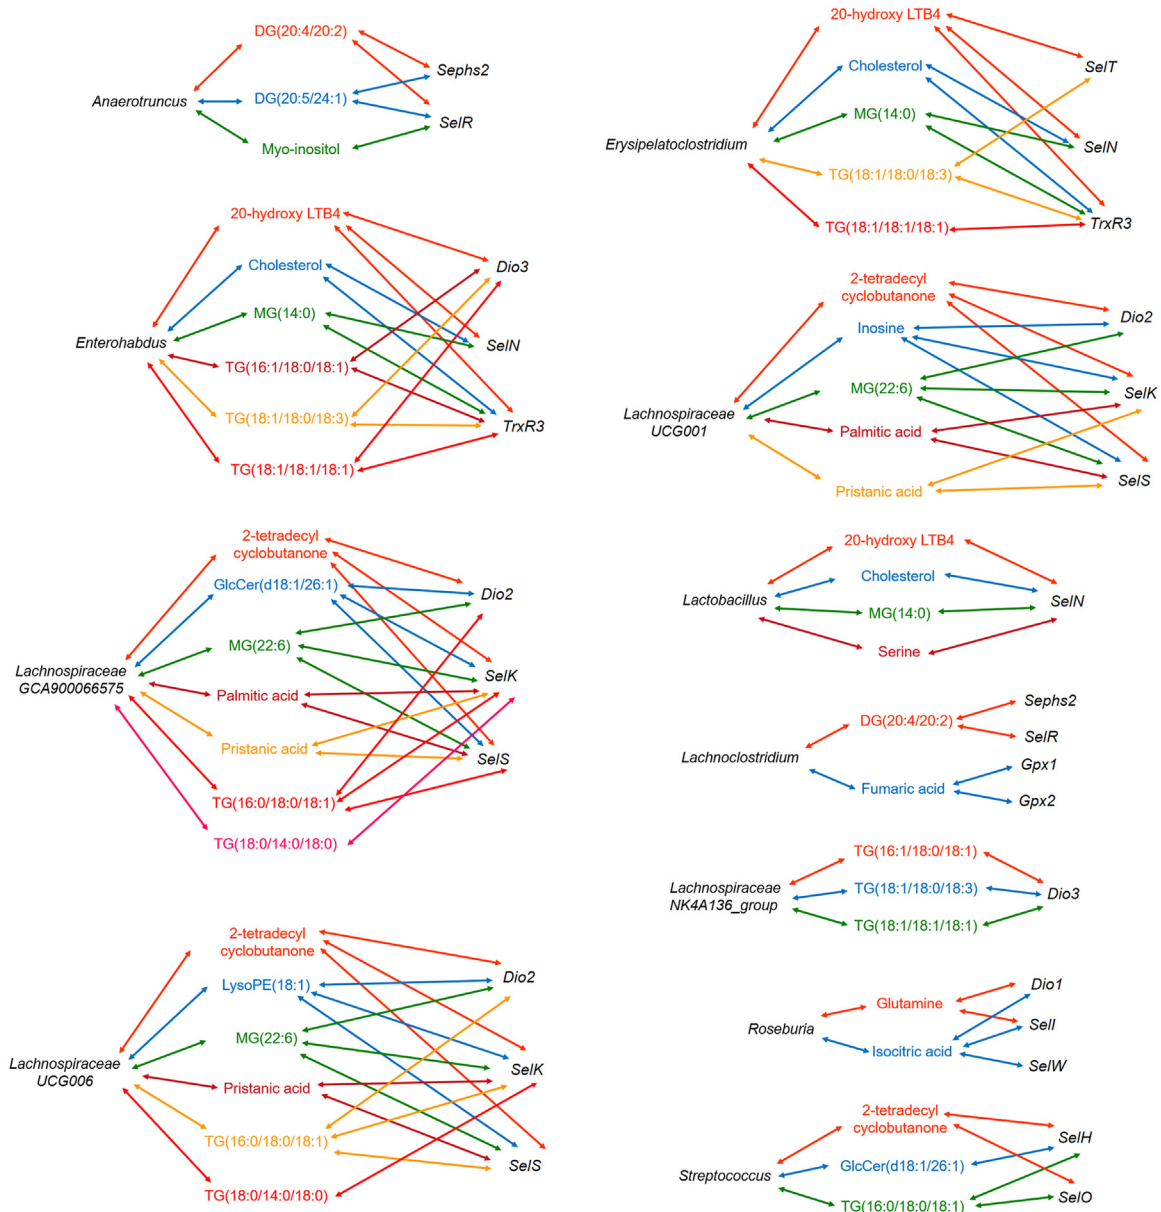 DG(20:4/20:2)
Sephs2
Anaerotruncus
DG(20:5/24:1)
SelR
Myo-inositol
20-hydroxy LTB4
Cholesterol
Dio3
MG(14:0)
Enterohabdus
SelN
TG(16:1/18:0/18:1)
TG(18:1/18:0/18:3)
TrxR3
TG(18:1/18:1/18:1)
2-tetradecyl
cyclobutanone
GlcCer(d18:1/26:1)
Dio2
MG(22:6)
Lachnospiraceae
GCA900066575
SelK
Palmitic acid
Pristanic acid
SelS
TG(16:0/18:0/18:1)
TG(18:0/14:0/18:0)
2-tetradecyl
cyclobutanone
LysoPE(18:1)
Dio2
MG(22:6)
Lachnospiraceae
UCG006
SelK
Pristanic acid
TG(16:0/18:0/18:1)
SelS
TG(18:0/14:0/18:0)
20-hydroxy LTB4
Cholesterol
SelT
MG(14:0)
Erysipelatoclostridium
SelN
TG(18:1/18:0/18:3)
TG(18:1/18:1/18:1)
TrxR3
2-tetradecyl
cyclobutanone
Dio2
Inosine
MG(22:6)
SelK
Lachnospiraceae
UCG001
Palmitic acid
SelS
Pristanic acid
20-hydroxy LTB4
Cholesterol
Lactobacillus
SelN
MG(14:0)
Serine
Sephs2
DG(20:4/20:2)
SelR
Lachnoclostridium
Gpx1
Fumaric acid
Gpx2
TG(16:1/18:0/18:1)
Lachnospiraceae
NK4A136_group
TG(18:1/18:0/18:3)
Dio3
TG(18:1/18:1/18:1)
Dio1
Glutamine
Roseburia
SelI
Isocitric acid
SelW
2-tetradecyl
cyclobutanone
SelH
GlcCer(d18:1/26:1)
Streptococcus
SelO
TG(16:0/18:0/18:1)